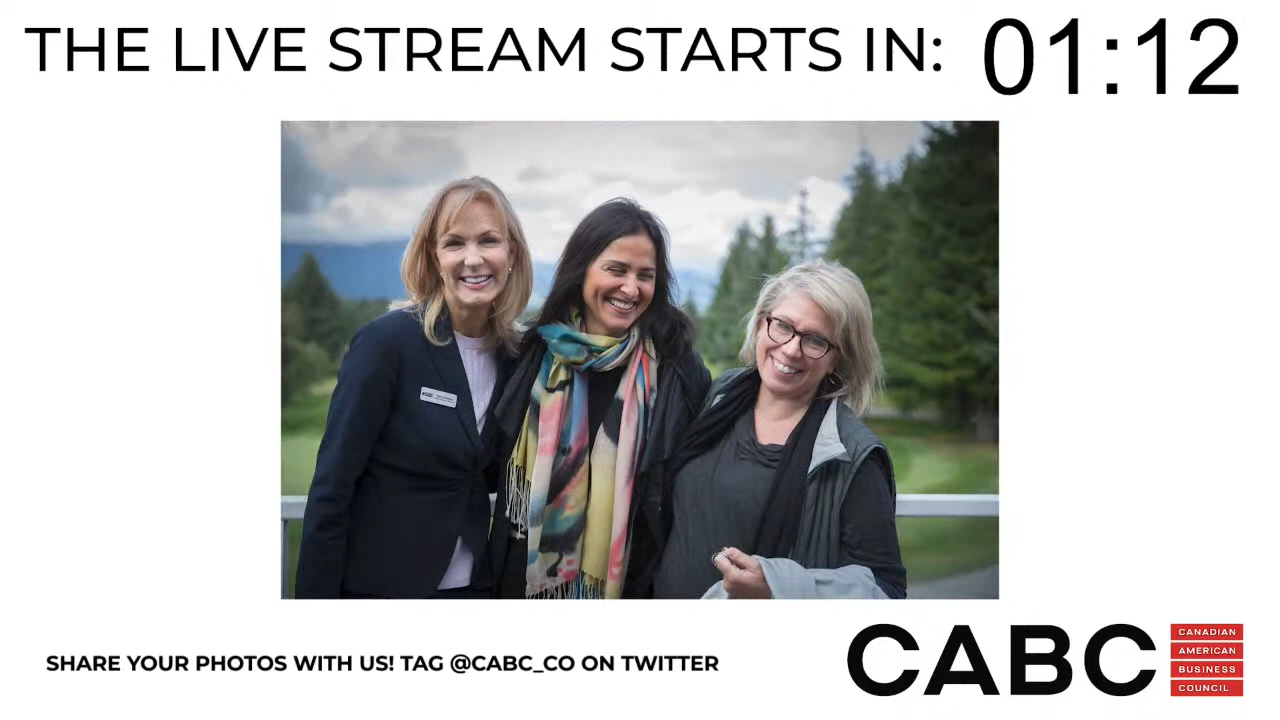 THE LIVE STREAM STARTS IN: 01:12
SHARE YOUR PHOTOS WITH US! TAG @CABC_CO ON TWITTER
CABC
CANADIAN
AMERICAN
BUSINESS
COUNCIL